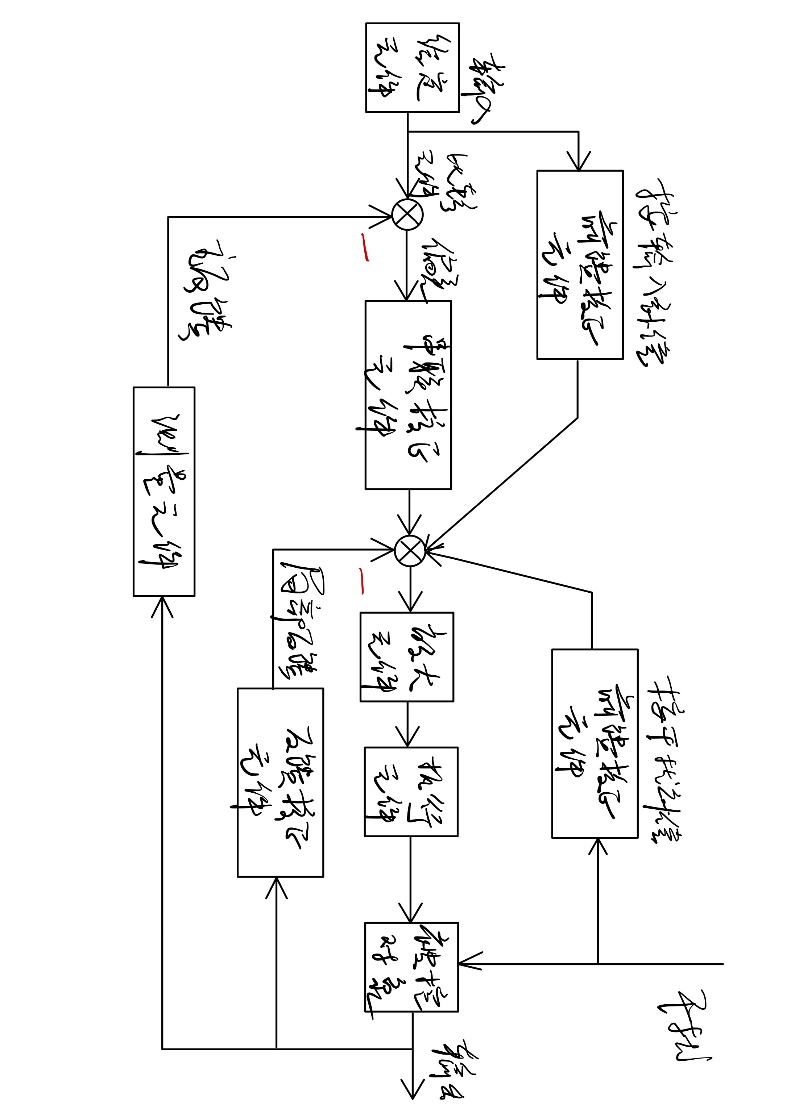 输入
给定
元件
比较
元件
偏差
串联校正
元件
放大
元件
执行
元件
被控
对象
输出
按输入补偿
前馈校正
元件
按干扰补偿
前馈校正
元件
干扰
局部反馈
反馈校正
元件
反馈
测量元件